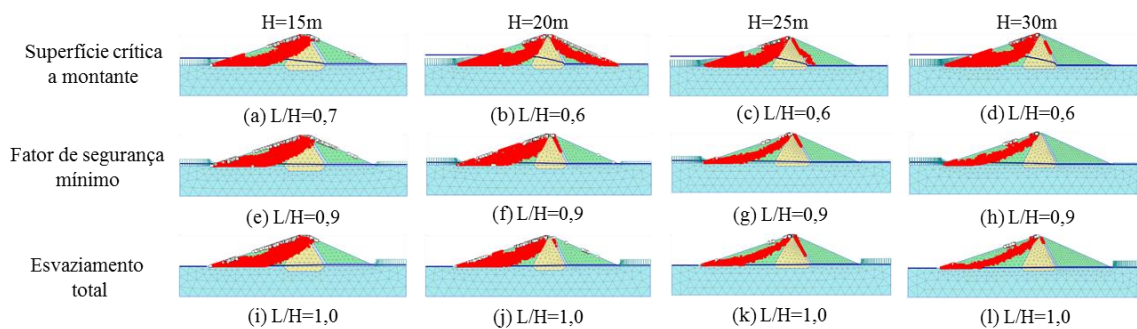 H=15m H=20m H=25m H=30m
Superfície crítica
a montante
(a) L/H=0,7 (b) L/H=0,6 (c) L/H=0,6 (d) L/H=0,6
Fator de segurança
mínimo
(e) L/H=0,9 (f) L/H=0,9 (g) L/H=0,9 (h) L/H=0,9
Esvaziamento
total
(i) L/H=1,0 (j) L/H=1,0 (k) L/H=1,0 (l) L/H=1,0